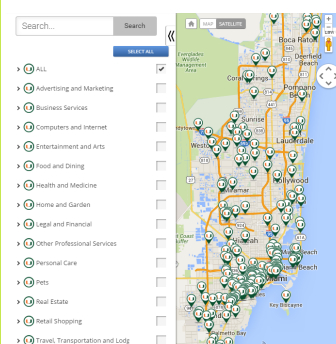 Search...
Search
SELECT ALL
ALL
Advertising and Marketing
Business Services
Computers and Internet
Entertainment and Arts
Food and Dining
Health and Medicine
Home and Garden
Legal and Financial
Other Professional Services
Personal Care
Pets
Real Estate
Retail Shopping
Travel, Transportation and Lodg
MAP
SATELLITE
Boca Raton
Deerfield
Beach
Everglades
Wildlife
Management
Area
Pompano
Beach
Sunrise
Lauderdale
Hollywood
Miramar
27
Beach
Miami
Key Biscayne
Palmetto Bay